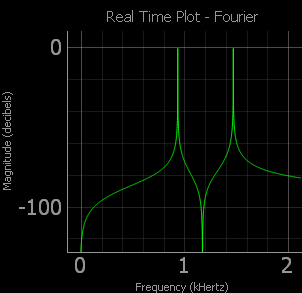 Real Time Plot - Fourier
0
Magnitude (decibels)
-100
0 1 2
Frequency (kHertz)